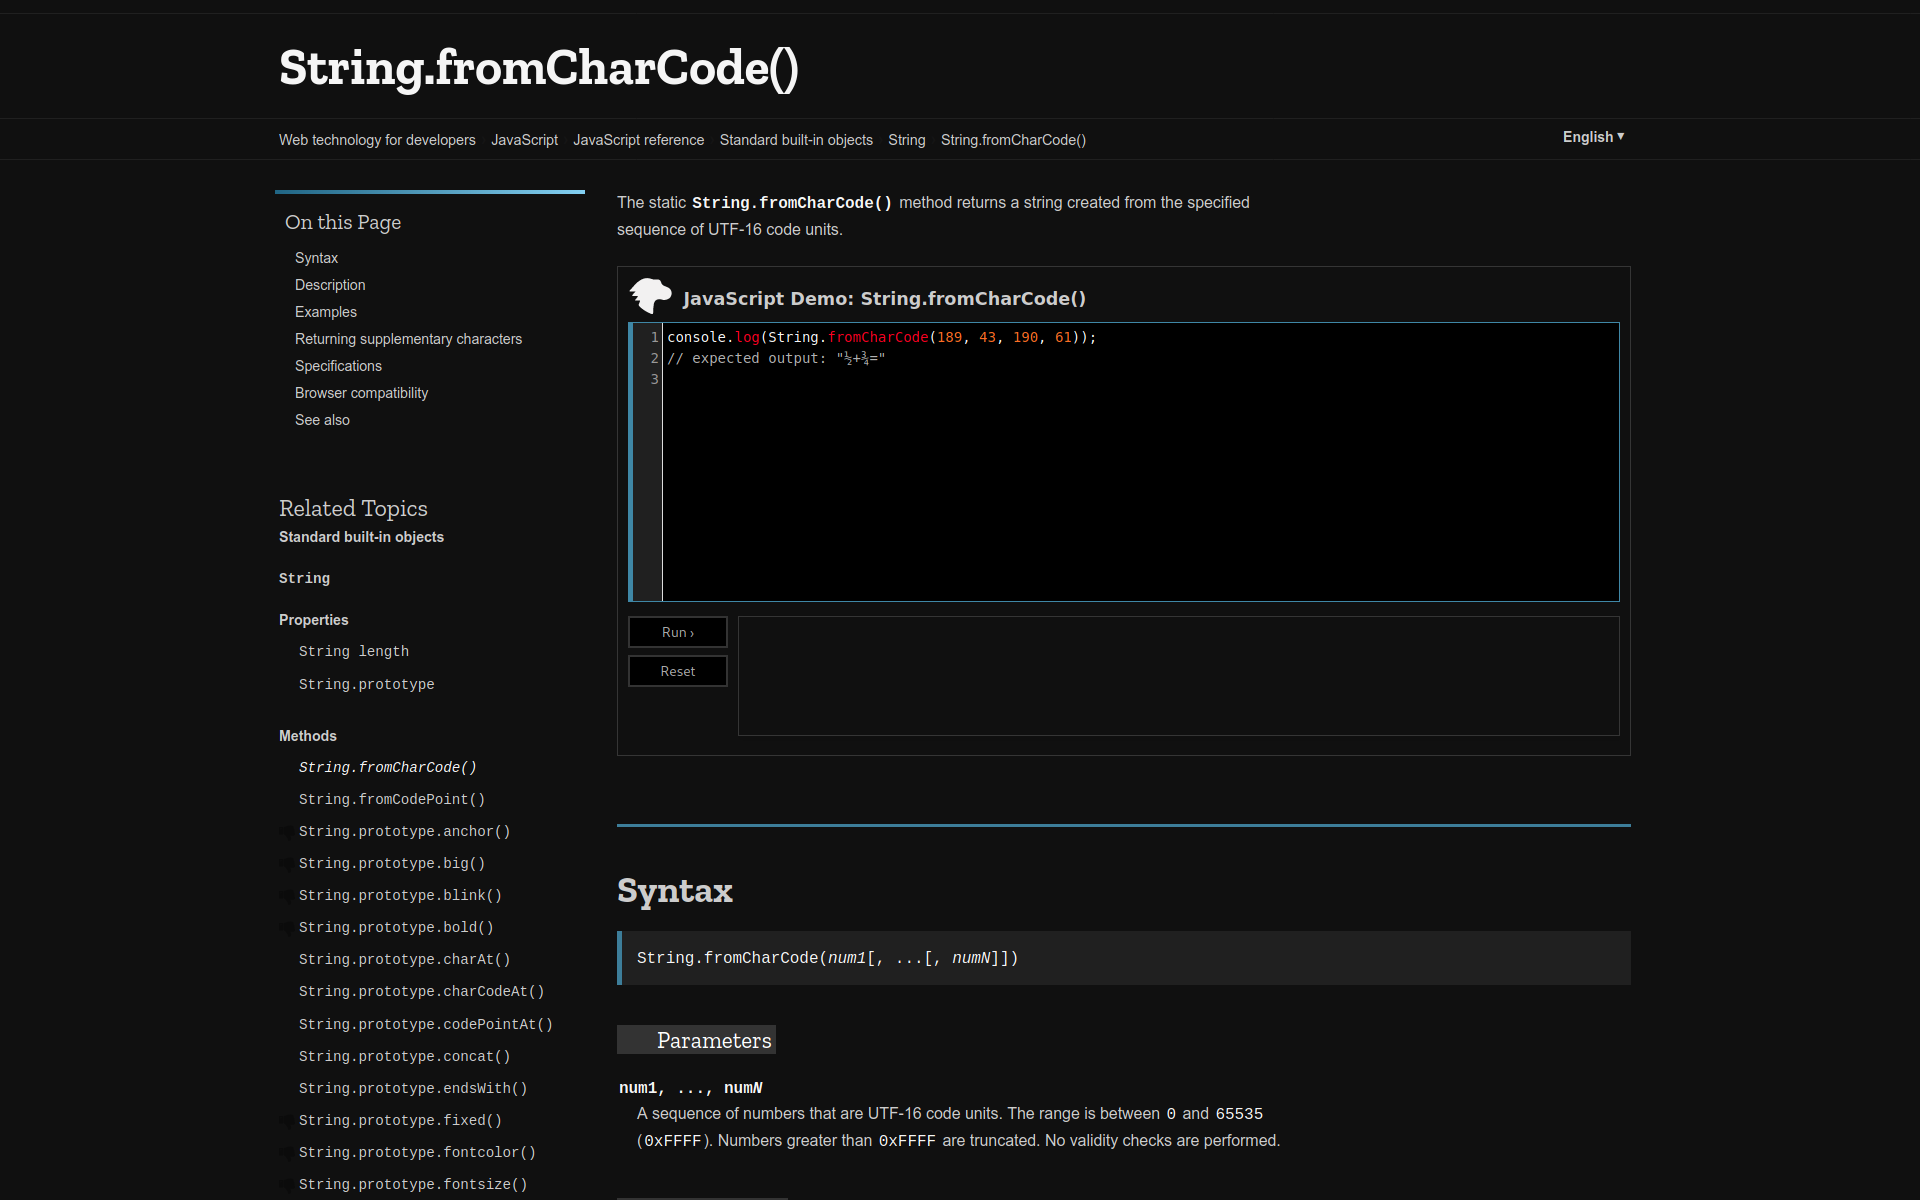 String.fromCharCode()
Web technology for developers JavaScript JavaScript reference Standard built-in objects String String.fromCharCode()
English ▼
On this Page
Syntax
Description
Examples
Returning supplementary characters
Specifications
Browser compatibility
See also
Related Topics
Standard built-in objects
String
Properties
String length
String.prototype
Methods
String.fromCharCode()
String.fromCodePoint()
String.prototype.anchor()
String.prototype.big()
String.prototype.blink()
String.prototype.bold()
String.prototype.charAt()
String.prototype.charCodeAt()
String.prototype.codePointAt()
String.prototype.concat()
String.prototype.endsWith()
String.prototype.fixed()
String.prototype.fontcolor()
String.prototype.fontsize()
The static String.fromCharCode() method returns a string created from the specified
sequence of UTF-16 code units.
JavaScript Demo: String.fromCharCode()
1 console.log(String.fromCharCode(189, 43, 190, 61));
2 // expected output: "½+¾="
3
Run ›
Reset
Syntax
String.fromCharCode(num1[, ...[, numN]])
Parameters
num1, ..., numN
A sequence of numbers that are UTF-16 code units. The range is between 0 and 65535
(0xFFFF). Numbers greater than 0xFFFF are truncated. No validity checks are performed.